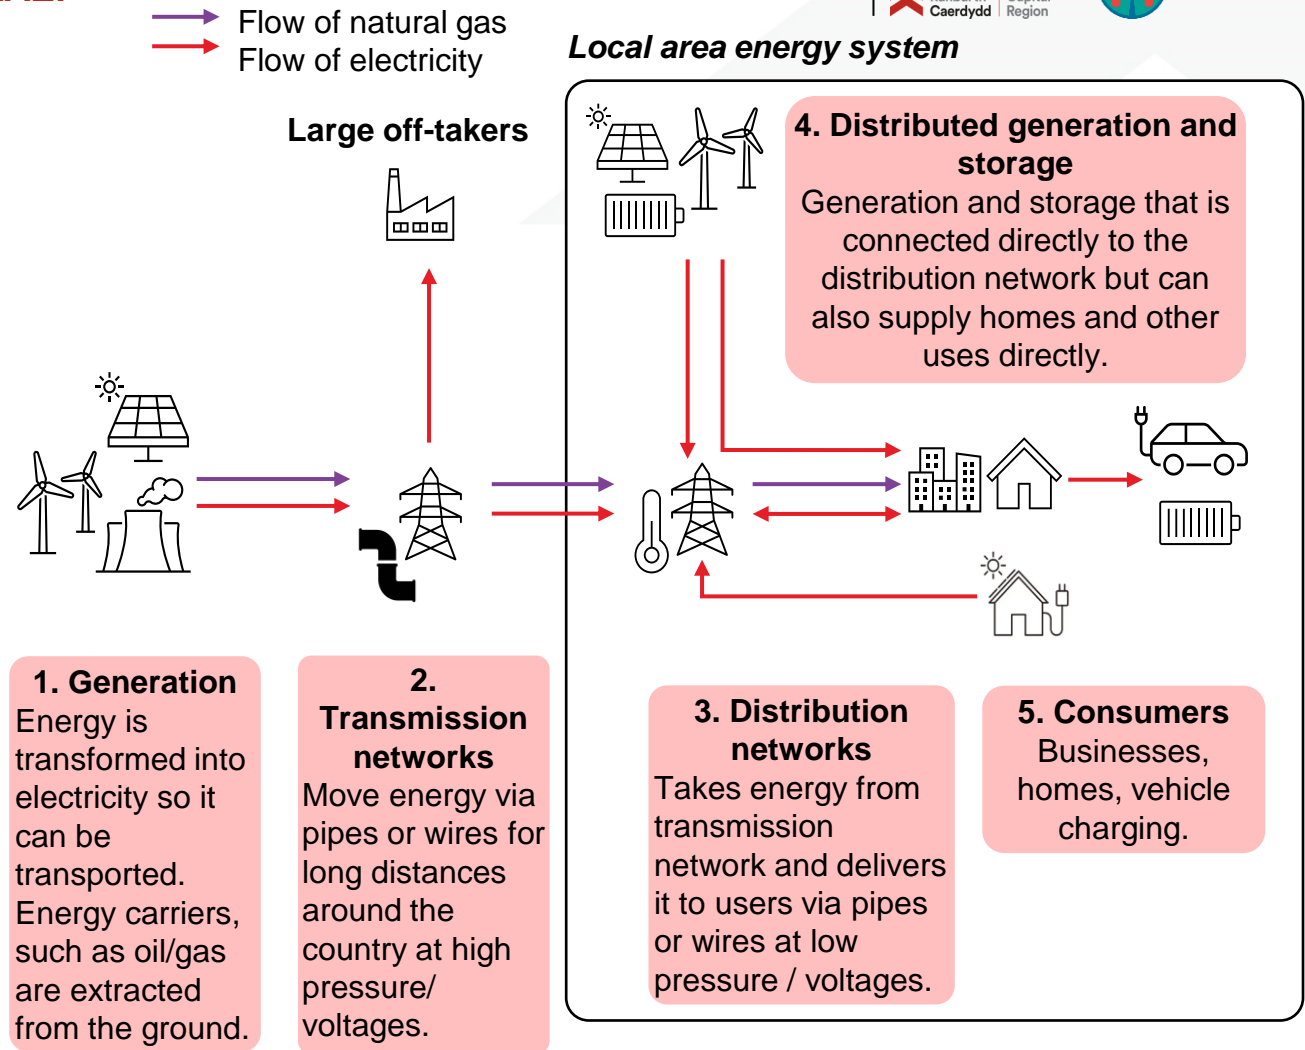 Flow of natural gas
Flow of electricity
Caerdydd
Region
Local area energy system
Large off-takers
4. Distributed generation and
storage
Generation and storage that is
connected directly to the
distribution network but can
also supply homes and other
uses directly.
1. Generation
Energy is
transformed into
electricity so it
can be
transported.
Energy carriers,
such as oil/gas
are extracted
from the ground.
2.
Transmission
networks
Move energy via
pipes or wires for
long distances
around the
country at high
pressure/
voltages.
3. Distribution
networks
Takes energy from
transmission
network and delivers
it to users via pipes
or wires at low
pressure / voltages.
5. Consumers
Businesses,
homes, vehicle
charging.